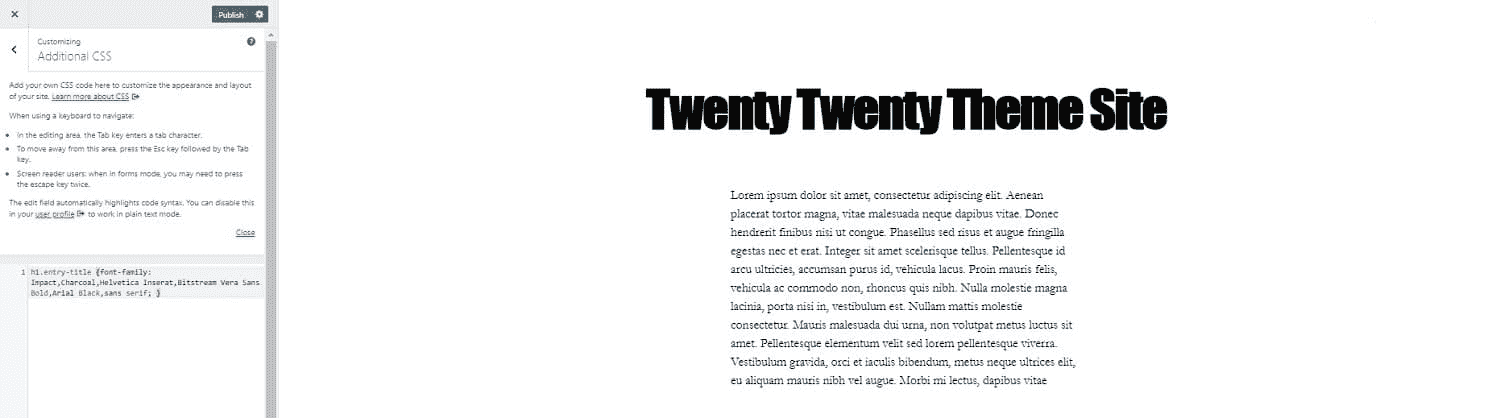 Publish
Customizing
Additional CSS
Add your own CSS code here to customize the appearance and layout
of your site. Learn more about CSS
When using a keyboard to navigate:
In the editing area, the Tab key enters a tab character.
To move away from this area, press the Esc key followed by the Tab
key.
Screen reader users: when in forms mode, you may need to press
the escape key twice.
The edit field automatically highlights code syntax. You can disable this
in your user profile to work in plain text mode.
Close
1 h1.entry-title {font-family:
Impact,Charcoal,Helvetica Inserat,Bitstream Vera Sans
Bold,Arial Black,sans serif; }
Twenty Twenty Theme Site
Lorem ipsum dolor sit amet, consectetur adipiscing elit. Aenean
placerat tortor magna, vitae malesuada neque dapibus vitae. Donec
hendrerit finibus nisi ut congue. Phasellus sed risus et augue fringilla
egestas nec et erat. Integer sit amet scelerisque tellus. Pellentesque id
arcu ultricies, accumsan purus id, vehicula lacus. Proin mauris felis,
vehicula ac commodo non, rhoncus quis nibh. Nulla molestie magna
lacinia, porta nisi in, vestibulum est. Nullam mattis molestie
consectetur. Mauris malesuada dui urna, non volutpat metus luctus sit
amet. Pellentesque elementum velit sed lorem pellentesque viverra.
Vestibulum gravida, orci et iaculis bibendum, metus neque ultrices elit,
eu aliquam mauris nibh vel augue. Morbi mi lectus, dapibus vitae